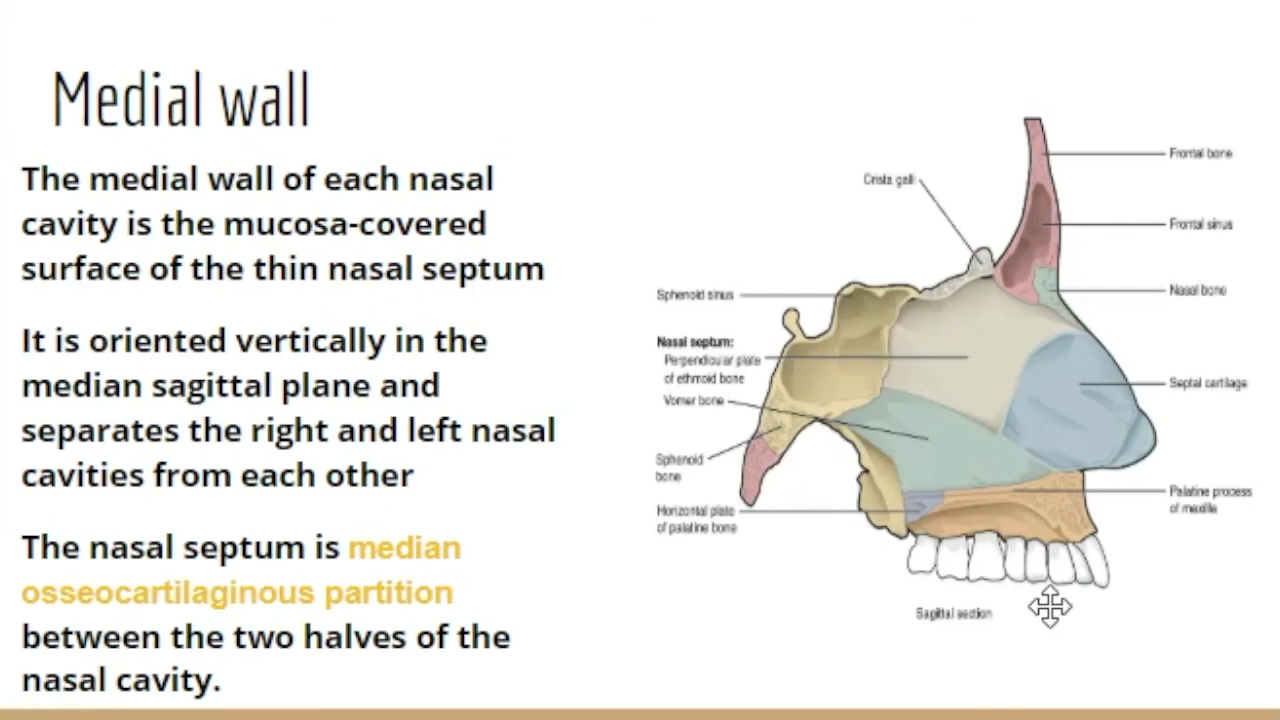 Medial wall
The medial wall of each nasal
cavity is the mucosa-covered
surface of the thin nasal septum
It is oriented vertically in the
median sagittal plane and
separates the right and left nasal
cavities from each other
The nasal septum is median
osseocartilaginous partition
between the two halves of the
nasal cavity.
Crista galli
Sphenoid sinus
Nasal septum:
Perpendicular plate
of ethmoid bone
Vomer bone
Sphenoid
bone
Horizontal plate
of palatine bone
Frontal bone
Frontal sinus
Nasal bone
Septal cartilage
Palatine process
of maxilla
Sagittal section